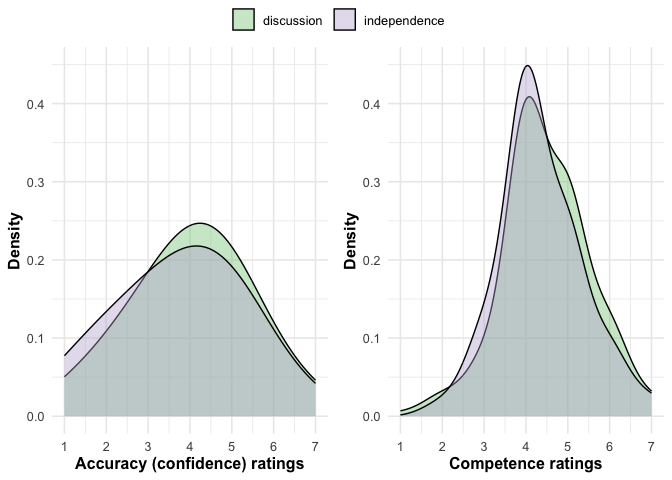 discussion independence
Density
0.4
0.3
0.2
0.1
0.0
1 2 3 4 5 6 7
Accuracy (confidence) ratings
Density
0.4
0.3
0.2
0.1
0.0
1 2 3 4 5 6 7
Competence ratings